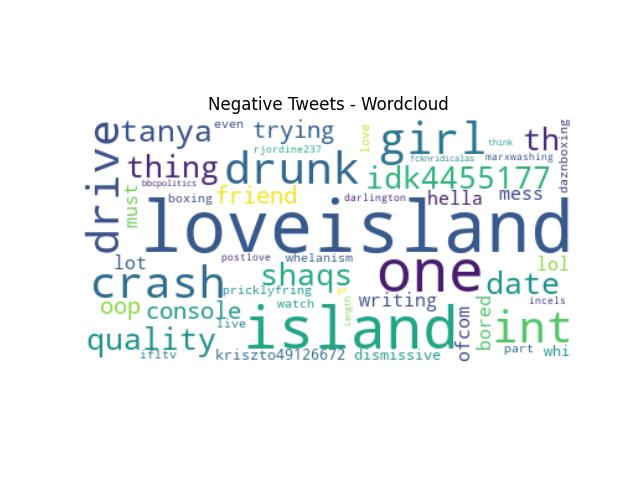 Negative Tweets - Wordcloud
drive
tanya
even
trying
rjordine237
love
girl
fcknridicalas
think
marxwashing
th
daznboxing
thing
bbcpolitics
drunk
idk4455177
must
boxing
friend
darlington
hella
mess
loveisland
lot
postlove
whelanism
one
lol
crash
shaqs
date
pricklyfring
writing
incels
oop
console
watch
length
island
live
ofcom
bored
int
quality
ifltv
kriszto49126672
dismissive
part
whi